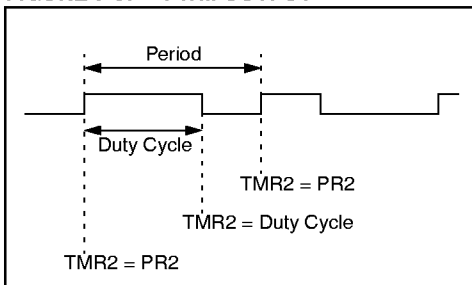 Period
Duty Cycle
TMR2 = PR2
TMR2 = Duty Cycle
TMR2 = PR2